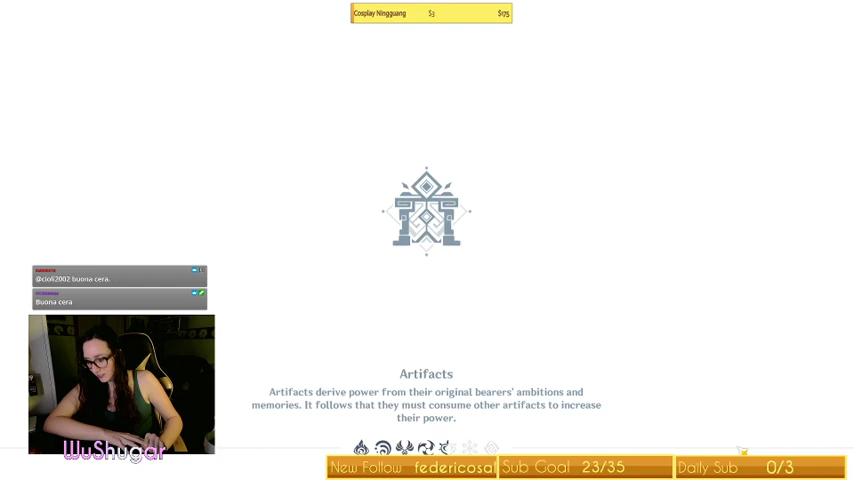 Cosplay Ningguang $3 $175
@cioli2002 buona cera.
Buona cera
Artifacts
Artifacts derive power from their original bearers' ambitions and
memories. It follows that they must consume other artifacts to increase
their power.
WuShugar
New Follow federicosal
Sub Goal 23/35
Daily Sub 0/3